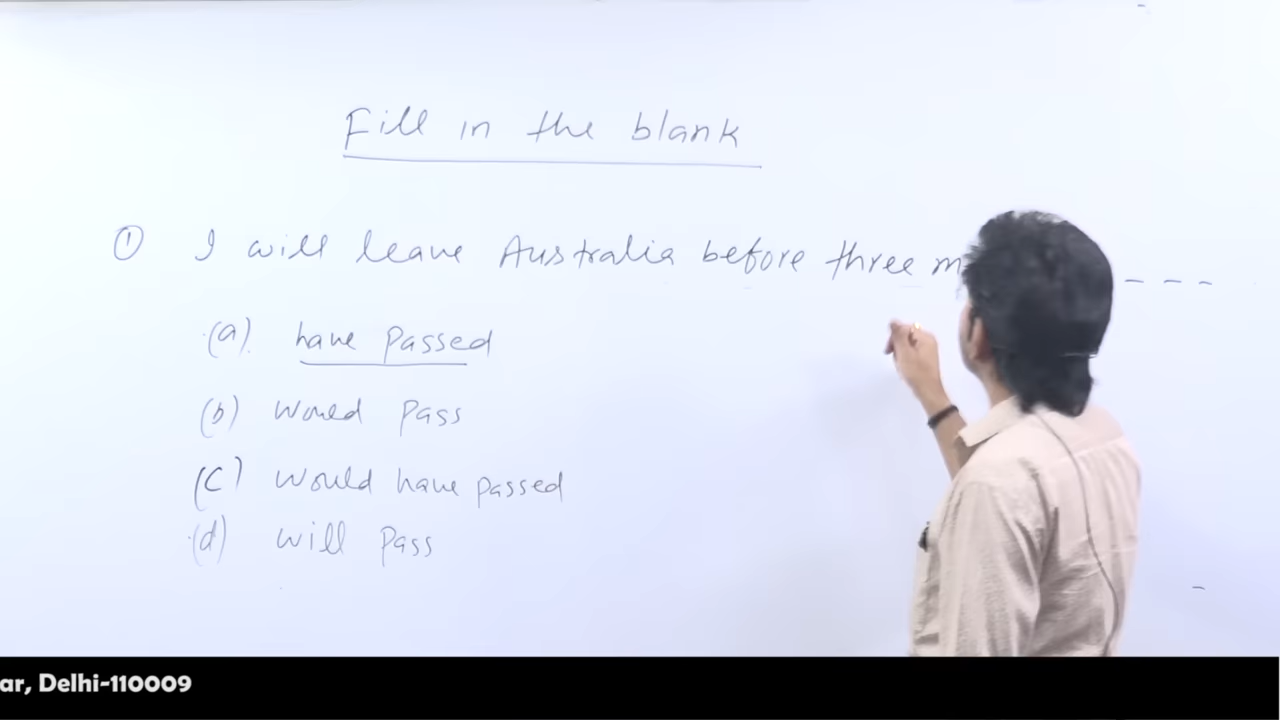 Fill in the blank
① I will leave Australia before three - - -
(a) have passed
(b) would pass
(c) would have passed
(d) will pass
ar, Delhi-110009